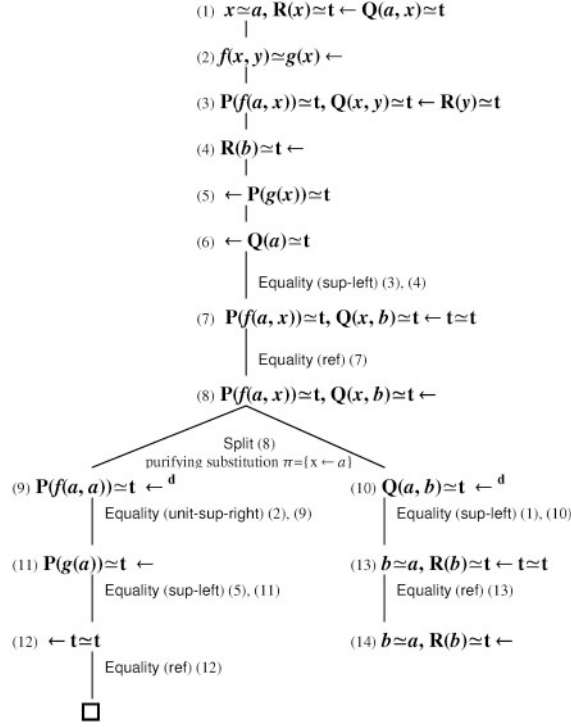 (1) x≃a, R(x)≃t ← Q(a, x)≃t
(2) f(x, y)≃g(x) ←
(3) P(f(a, x))≃t, Q(x, y)≃t ← R(y)≃t
(4) R(b)≃t ←
(5) ← P(g(x))≃t
(6) ← Q(a)≃t
Equality (sup-left) (3), (4)
(7) P(f(a, x))≃t, Q(x, b)≃t ← t≃t
Equality (ref) (7)
(8) P(f(a, x))≃t, Q(x, b)≃t ←
Split (8)
purifying substitution π={x ← a}
(9) P(f(a, a))≃t ← d
(10) Q(a, b)≃t ← d
Equality (unit-sup-right) (2), (9)
Equality (sup-left) (1), (10)
(11) P(g(a))≃t ←
(13) b≃a, R(b)≃t ← t≃t
Equality (sup-left) (5), (11)
Equality (ref) (13)
(12) ← t≃t
(14) b≃a, R(b)≃t ←
Equality (ref) (12)